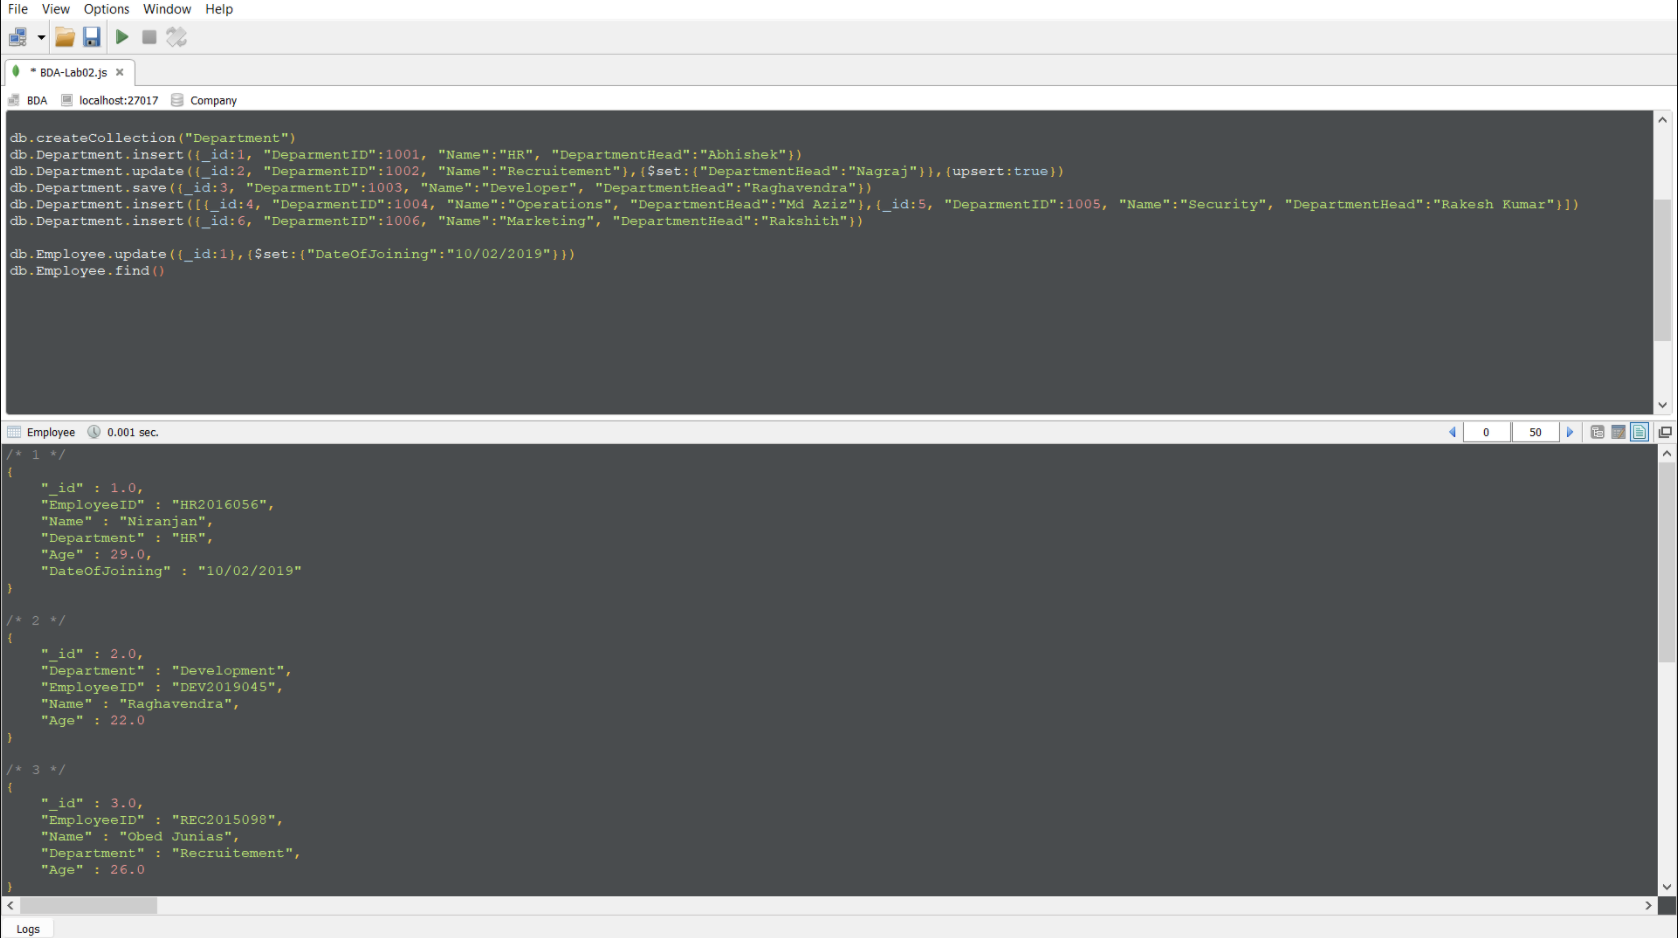 File View Options Window Help
* BDA-Lab02.js
BDA localhost:27017 Company
db.createCollection("Department")
db.Department.insert({_id:1, "DeparmentID":1001, "Name":"HR", "DepartmentHead":"Abhishek"})
db.Department.update({_id:2, "DeparmentID":1002, "Name":"Recruitement"},{$set:{"DepartmentHead":"Nagraj"}},{upsert:true})
db.Department.save({_id:3, "DeparmentID":1003, "Name":"Developer", "DepartmentHead":"Raghavendra"})
db.Department.insert([{_id:4, "DeparmentID":1004, "Name":"Operations", "DepartmentHead":"Md Aziz"},{_id:5, "DeparmentID":1005, "Name":"Security", "DepartmentHead":"Rakesh Kumar"}])
db.Department.insert({_id:6, "DeparmentID":1006, "Name":"Marketing", "DepartmentHead":"Rakshith"})
db.Employee.update({_id:1},{$set:{"DateOfJoining":"10/02/2019"}})
db.Employee.find()
Employee 0.001 sec. 0 50
/* 1 */
{
"_id" : 1.0,
"EmployeeID" : "HR2016056",
"Name" : "Niranjan",
"Department" : "HR",
"Age" : 29.0,
"DateOfJoining" : "10/02/2019"
}
/* 2 */
{
"_id" : 2.0,
"Department" : "Development",
"EmployeeID" : "DEV2019045",
"Name" : "Raghavendra",
"Age" : 22.0
}
/* 3 */
{
"_id" : 3.0,
"EmployeeID" : "REC2015098",
"Name" : "Obed Junias",
"Department" : "Recruitement",
"Age" : 26.0
}
Logs